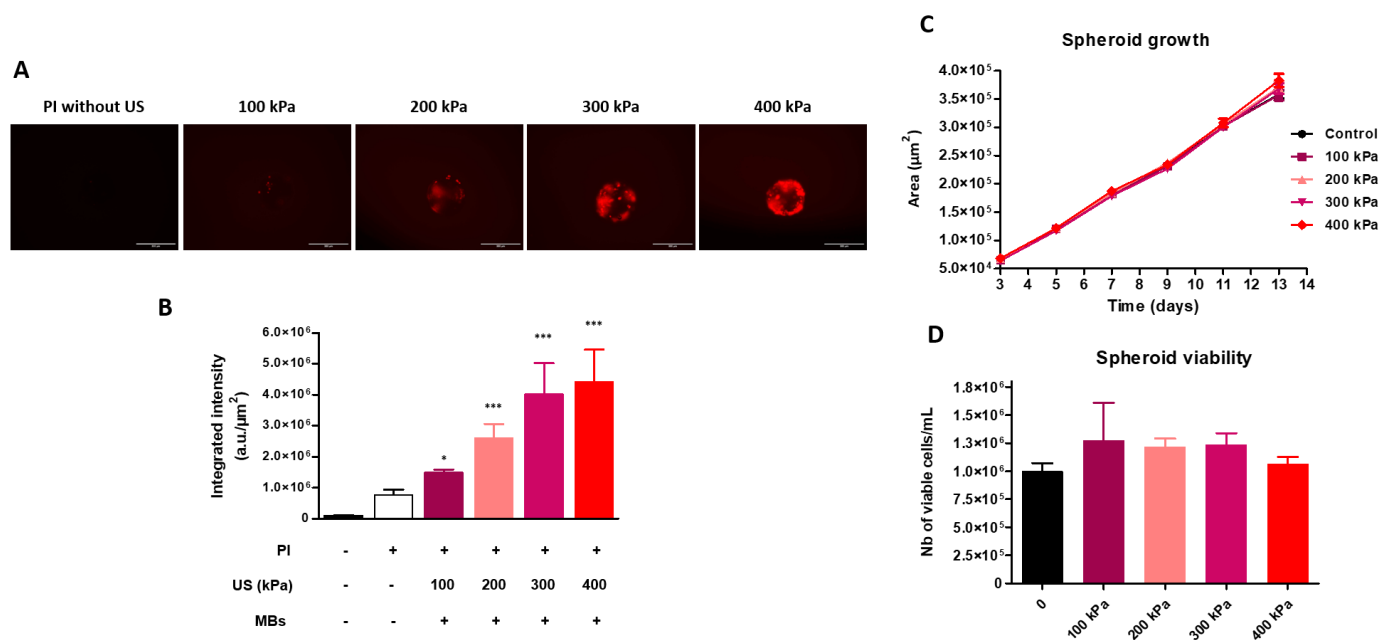 A
PI without US 100 kPa 200 kPa 300 kPa 400 kPa
B
Integrated intensity
(a.u./µm²)
6.0×10⁶
5.0×10⁶
4.0×10⁶
3.0×10⁶
2.0×10⁶
1.0×10⁶
0
*
***
***
***
PI - + + + + +
US (kPa) - - 100 200 300 400
MBs - - + + + +
C
Spheroid growth
Area (µm²)
4.0×10⁵
3.5×10⁵
3.0×10⁵
2.5×10⁵
2.0×10⁵
1.5×10⁵
1.0×10⁵
5.0×10⁴
3 4 5 6 7 8 9 10 11 12 13 14
Time (days)
Control
100 kPa
200 kPa
300 kPa
400 kPa
D
Spheroid viability
Nb of viable cells/mL
1.8×10⁶
1.5×10⁶
1.3×10⁶
1.0×10⁶
7.5×10⁵
5.0×10⁵
2.5×10⁵
0
0 100 kPa 200 kPa 300 kPa 400 kPa